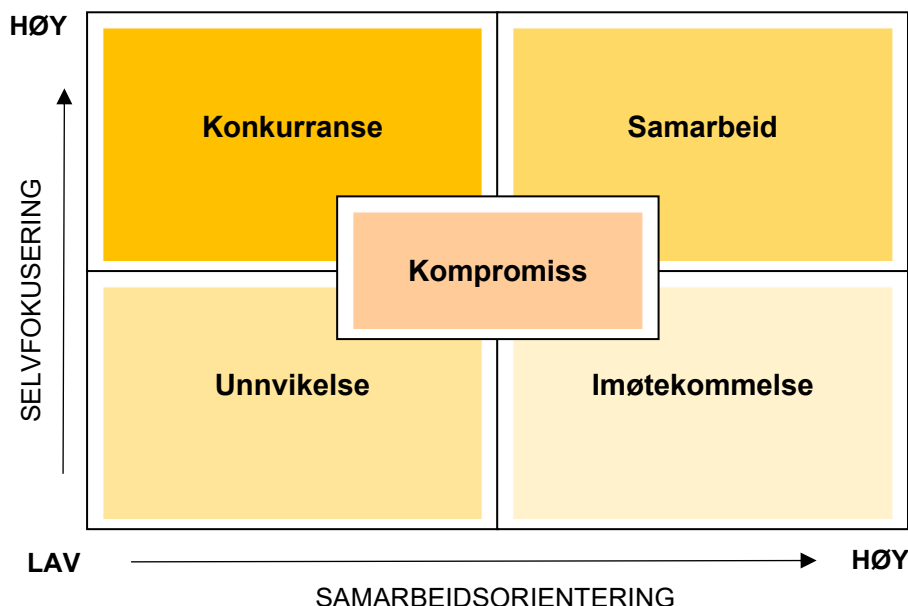 HØY
Konkurranse
Samarbeid
SELVFOKUSERING
Kompromiss
Unnvikelse
Imøtekommelse
LAV
HØY
SAMARBEIDSORIENTERING